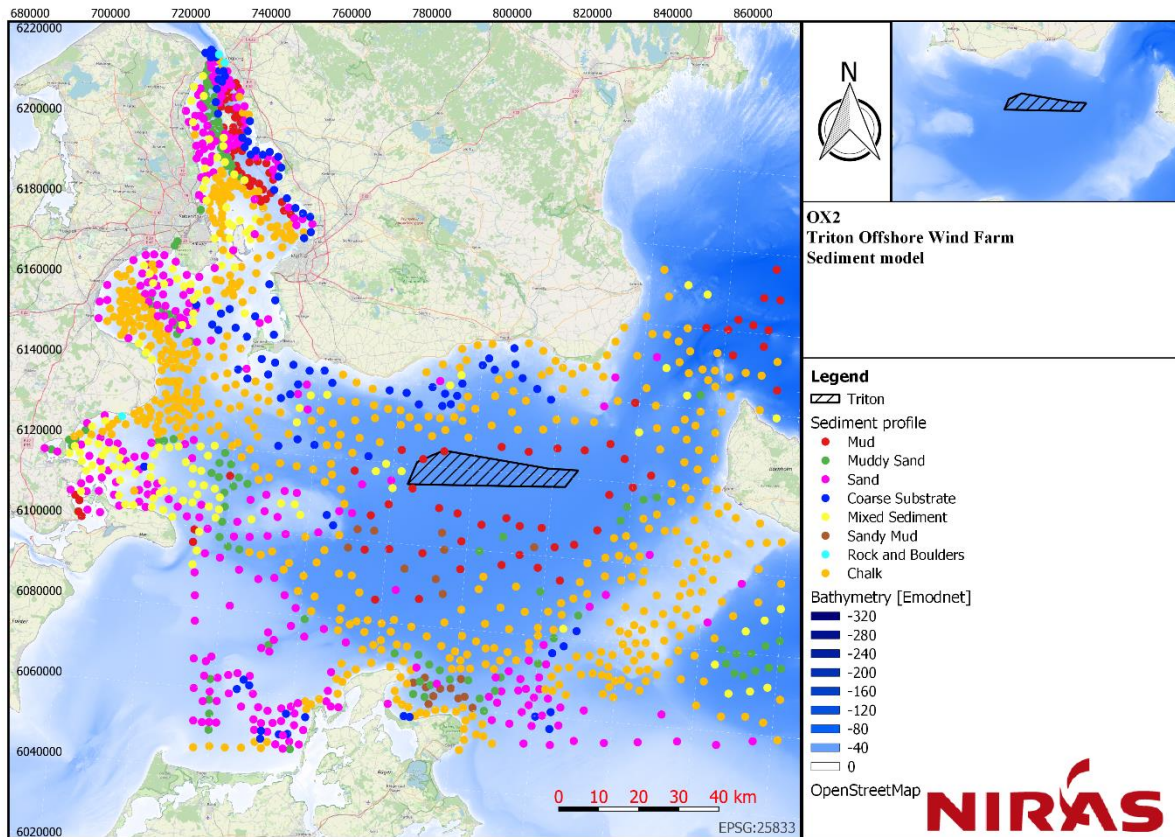 680000 700000 720000 740000 760000 780000 800000 820000 840000 860000
6220000
6200000
6180000
6160000
6140000
6120000
6100000
6080000
6060000
6040000
6020000
0 10 20 30 40 km
EPSG:25833
N
OX2
Triton Offshore Wind Farm
Sediment model
Legend
Triton
Sediment profile
Mud
Muddy Sand
Sand
Coarse Substrate
Mixed Sediment
Sandy Mud
Rock and Boulders
Chalk
Bathymetry [Emodnet]
-320
-280
-240
-200
-160
-120
-80
-40
0
OpenStreetMap
NIRAS